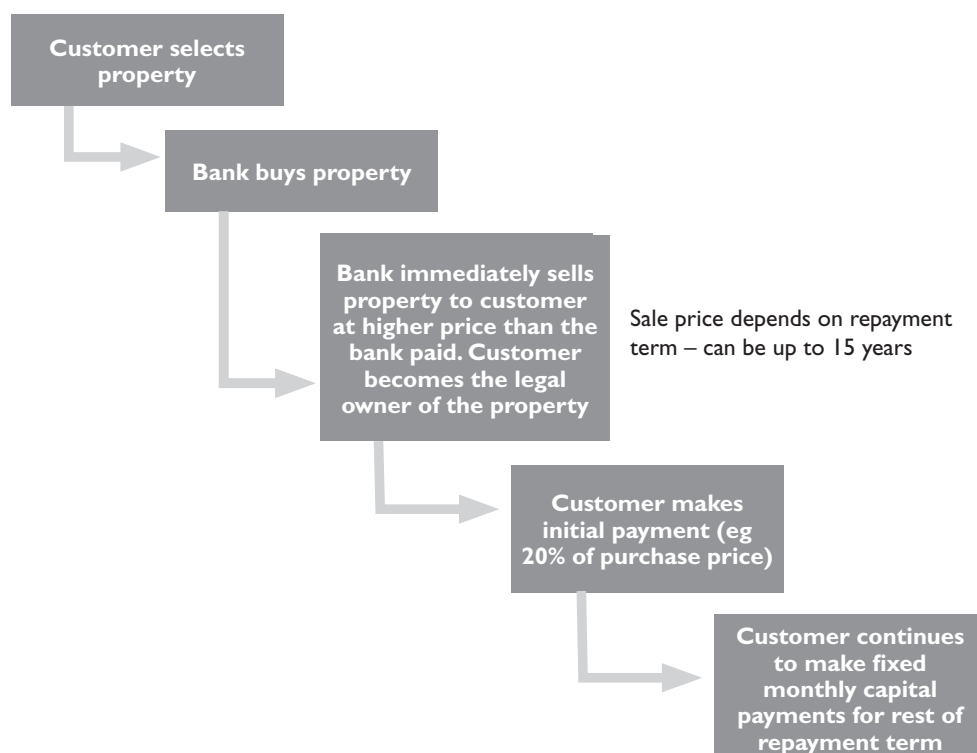 Customer selects
property
Bank buys property
Bank immediately sells
property to customer
at higher price than the
bank paid. Customer
becomes the legal
owner of the property
Sale price depends on repayment
term – can be up to 15 years
Customer makes
initial payment (eg
20% of purchase price)
Customer continues
to make fixed
monthly capital
payments for rest of
repayment term